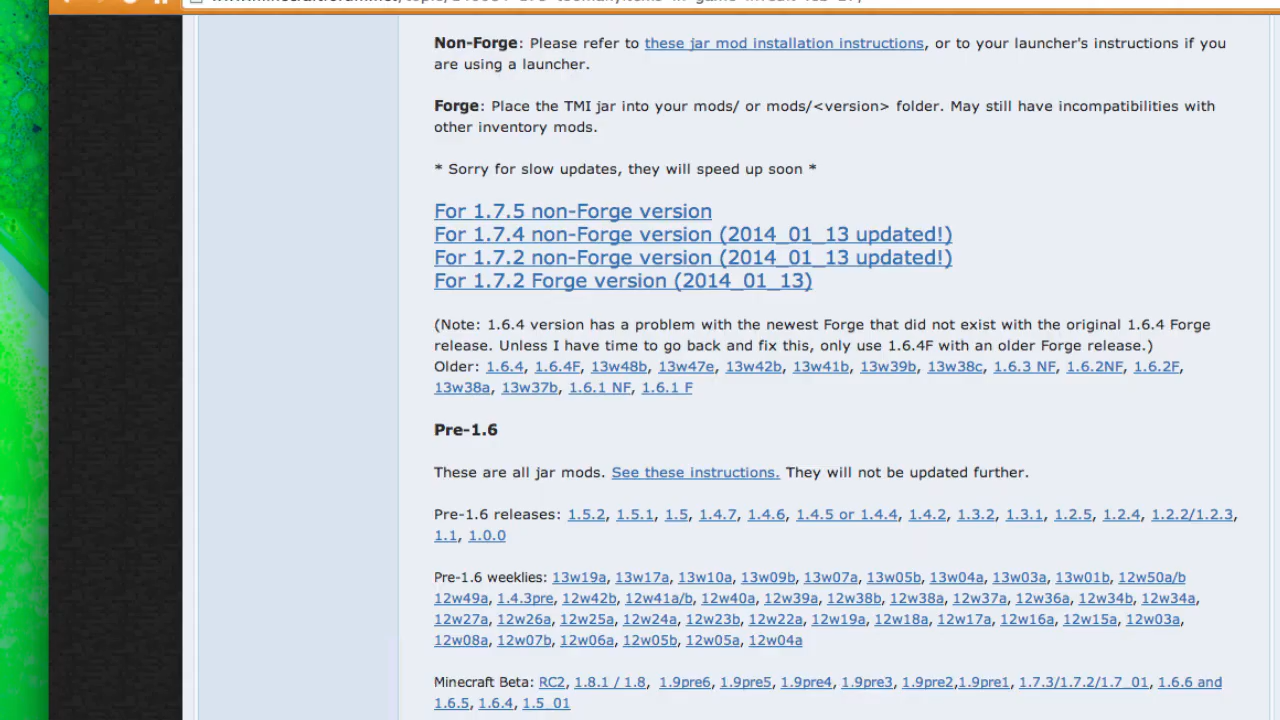 Non-Forge: Please refer to these jar mod installation instructions, or to your launcher's instructions if you
are using a launcher.
Forge: Place the TMI jar into your mods/ or mods/<version> folder. May still have incompatibilities with
other inventory mods.
* Sorry for slow updates, they will speed up soon *
For 1.7.5 non-Forge version
For 1.7.4 non-Forge version (2014_01_13 updated!)
For 1.7.2 non-Forge version (2014_01_13 updated!)
For 1.7.2 Forge version (2014_01_13)
(Note: 1.6.4 version has a problem with the newest Forge that did not exist with the original 1.6.4 Forge
release. Unless I have time to go back and fix this, only use 1.6.4F with an older Forge release.)
Older: 1.6.4, 1.6.4F, 13w48b, 13w47e, 13w42b, 13w41b, 13w39b, 13w38c, 1.6.3 NF, 1.6.2NF, 1.6.2F,
13w38a, 13w37b, 1.6.1 NF, 1.6.1 F
Pre-1.6
These are all jar mods. See these instructions. They will not be updated further.
Pre-1.6 releases: 1.5.2, 1.5.1, 1.5, 1.4.7, 1.4.6, 1.4.5 or 1.4.4, 1.4.2, 1.3.2, 1.3.1, 1.2.5, 1.2.4, 1.2.2/1.2.3,
1.1, 1.0.0
Pre-1.6 weeklies: 13w19a, 13w17a, 13w10a, 13w09b, 13w07a, 13w05b, 13w04a, 13w03a, 13w01b, 12w50a/b
12w49a, 1.4.3pre, 12w42b, 12w41a/b, 12w40a, 12w39a, 12w38b, 12w38a, 12w37a, 12w36a, 12w34b, 12w34a,
12w27a, 12w26a, 12w25a, 12w24a, 12w23b, 12w22a, 12w19a, 12w18a, 12w17a, 12w16a, 12w15a, 12w03a,
12w08a, 12w07b, 12w06a, 12w05b, 12w05a, 12w04a
Minecraft Beta: RC2, 1.8.1 / 1.8, 1.9pre6, 1.9pre5, 1.9pre4, 1.9pre3, 1.9pre2,1.9pre1, 1.7.3/1.7.2/1.7_01, 1.6.6 and
1.6.5, 1.6.4, 1.5_01